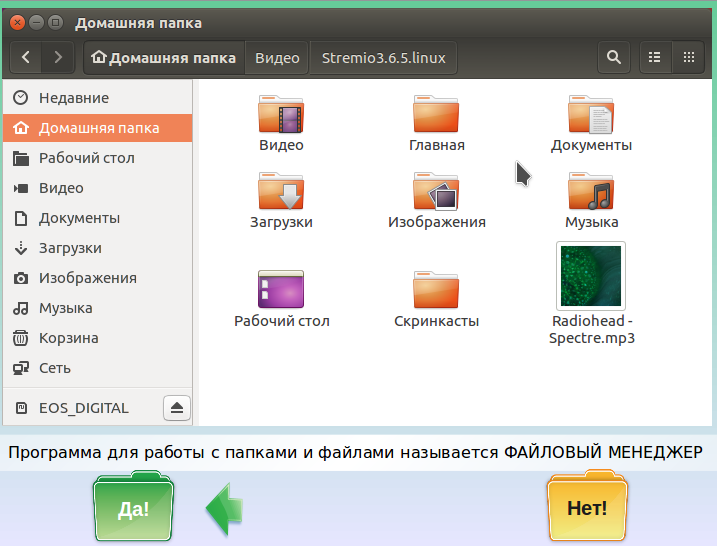 Домашняя папка
Домашняя папка Видео Stremio3.6.5.linux
Недавние
Домашняя папка
Рабочий стол
Видео
Документы
Загрузки
Изображения
Музыка
Корзина
Сеть
EOS_DIGITAL
Видео Главная Документы
Загрузки Изображения Музыка
Рабочий стол Скринкасты Radiohead -
Spectre.mp3
Программа для работы с папками и файлами называется ФАЙЛОВЫЙ МЕНЕДЖЕР
Да! Нет!